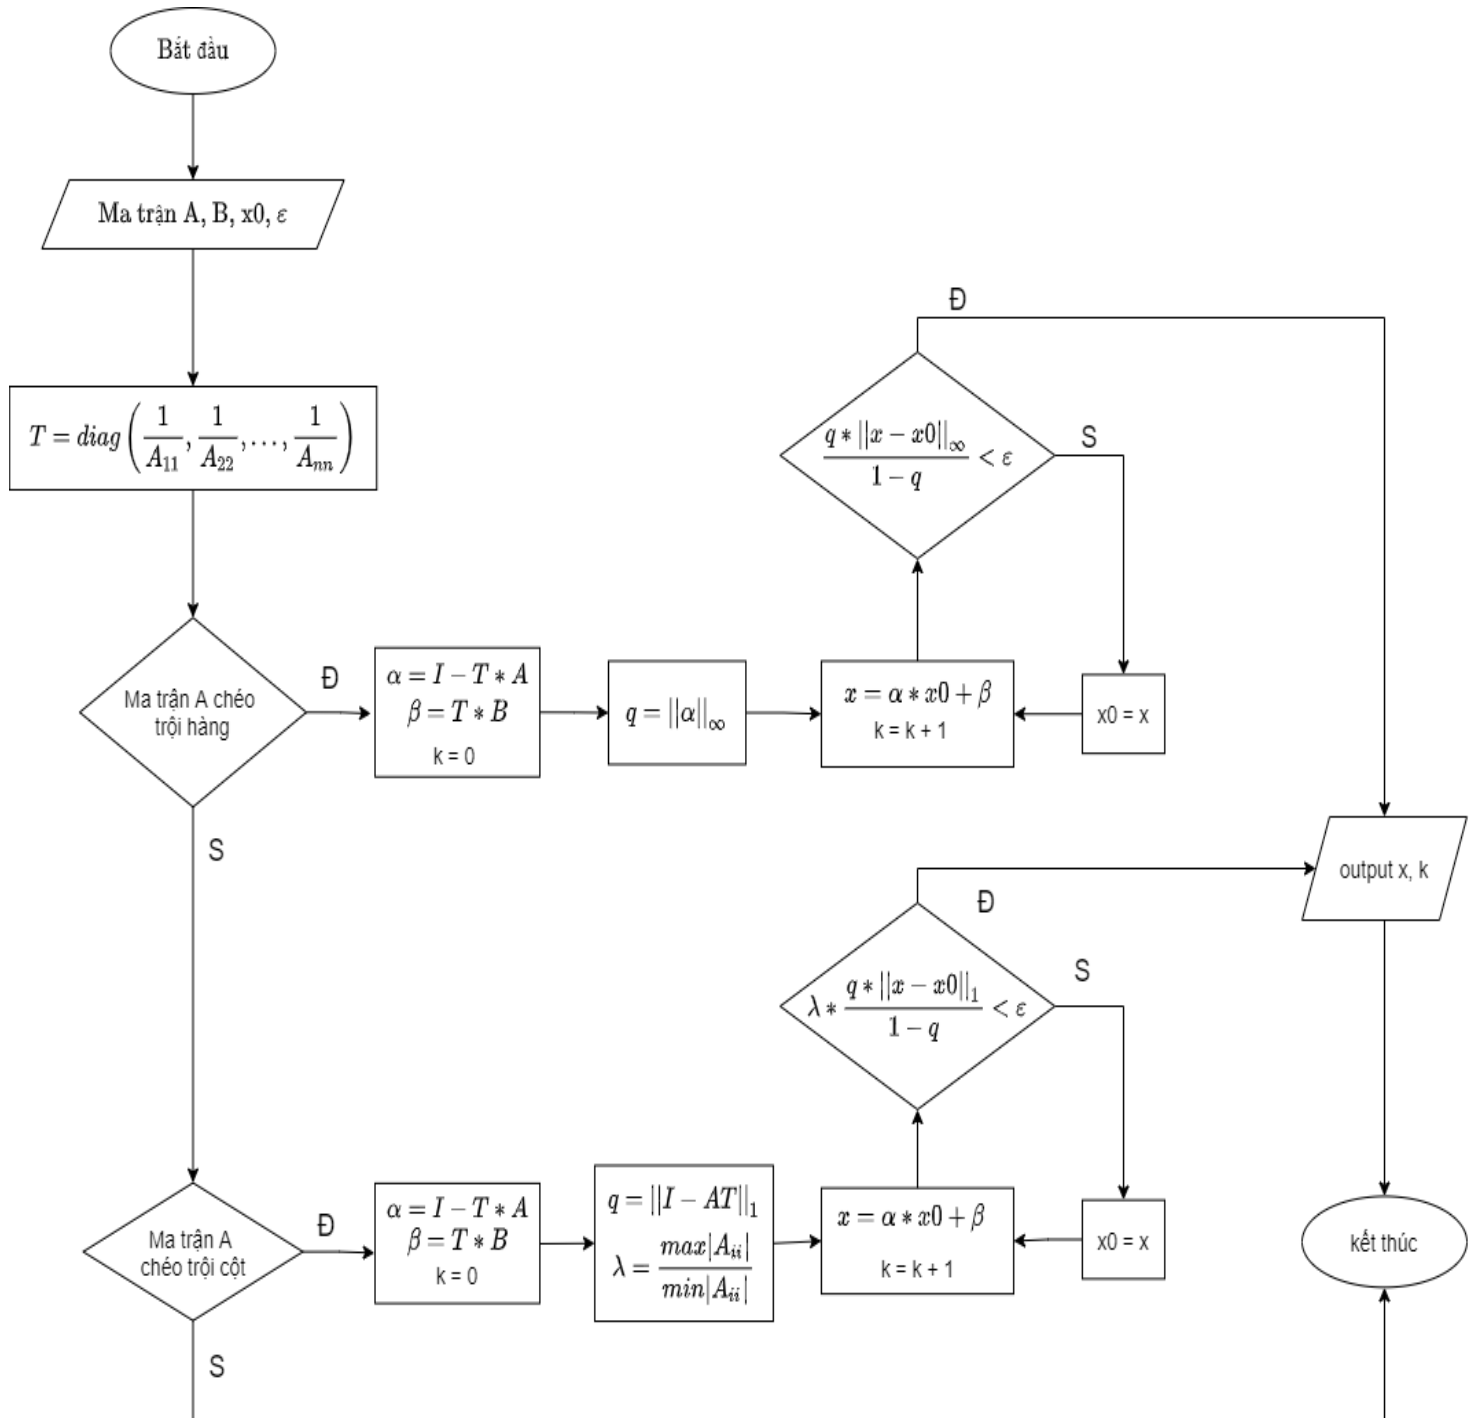 Bắt đầu
Ma trận A, B, x0, ε
T = diag(1/A₁₁, 1/A₂₂, …, 1/Aₙₙ)
Ma trận A chéo
trội hàng
Đ
S
α = I − T * A
β = T * B
k = 0
q = ||α||∞
x = α * x0 + β
k = k + 1
q * ||x − x0||∞ / 1 − q < ε
Đ
S
x0 = x
output x, k
kết thúc
Ma trận A
chéo trội cột
Đ
S
α = I − T * A
β = T * B
k = 0
q = ||I − AT||₁
λ = max|Aᵢᵢ| / min|Aᵢᵢ|
x = α * x0 + β
k = k + 1
λ * q * ||x − x0||₁ / 1 − q < ε
Đ
S
x0 = x